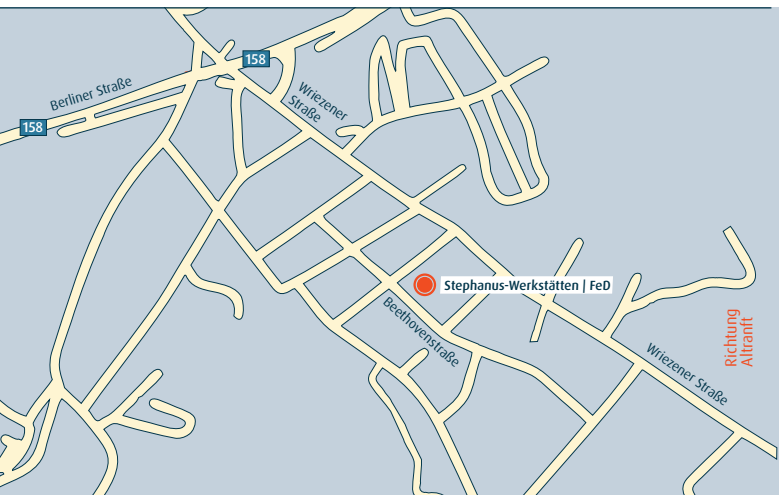 158
Berliner Straße
158
Wriezener
Straße
Stephanus-Werkstätten | FeD
Beethovenstraße
Richtung
Altranft
Wriezener Straße